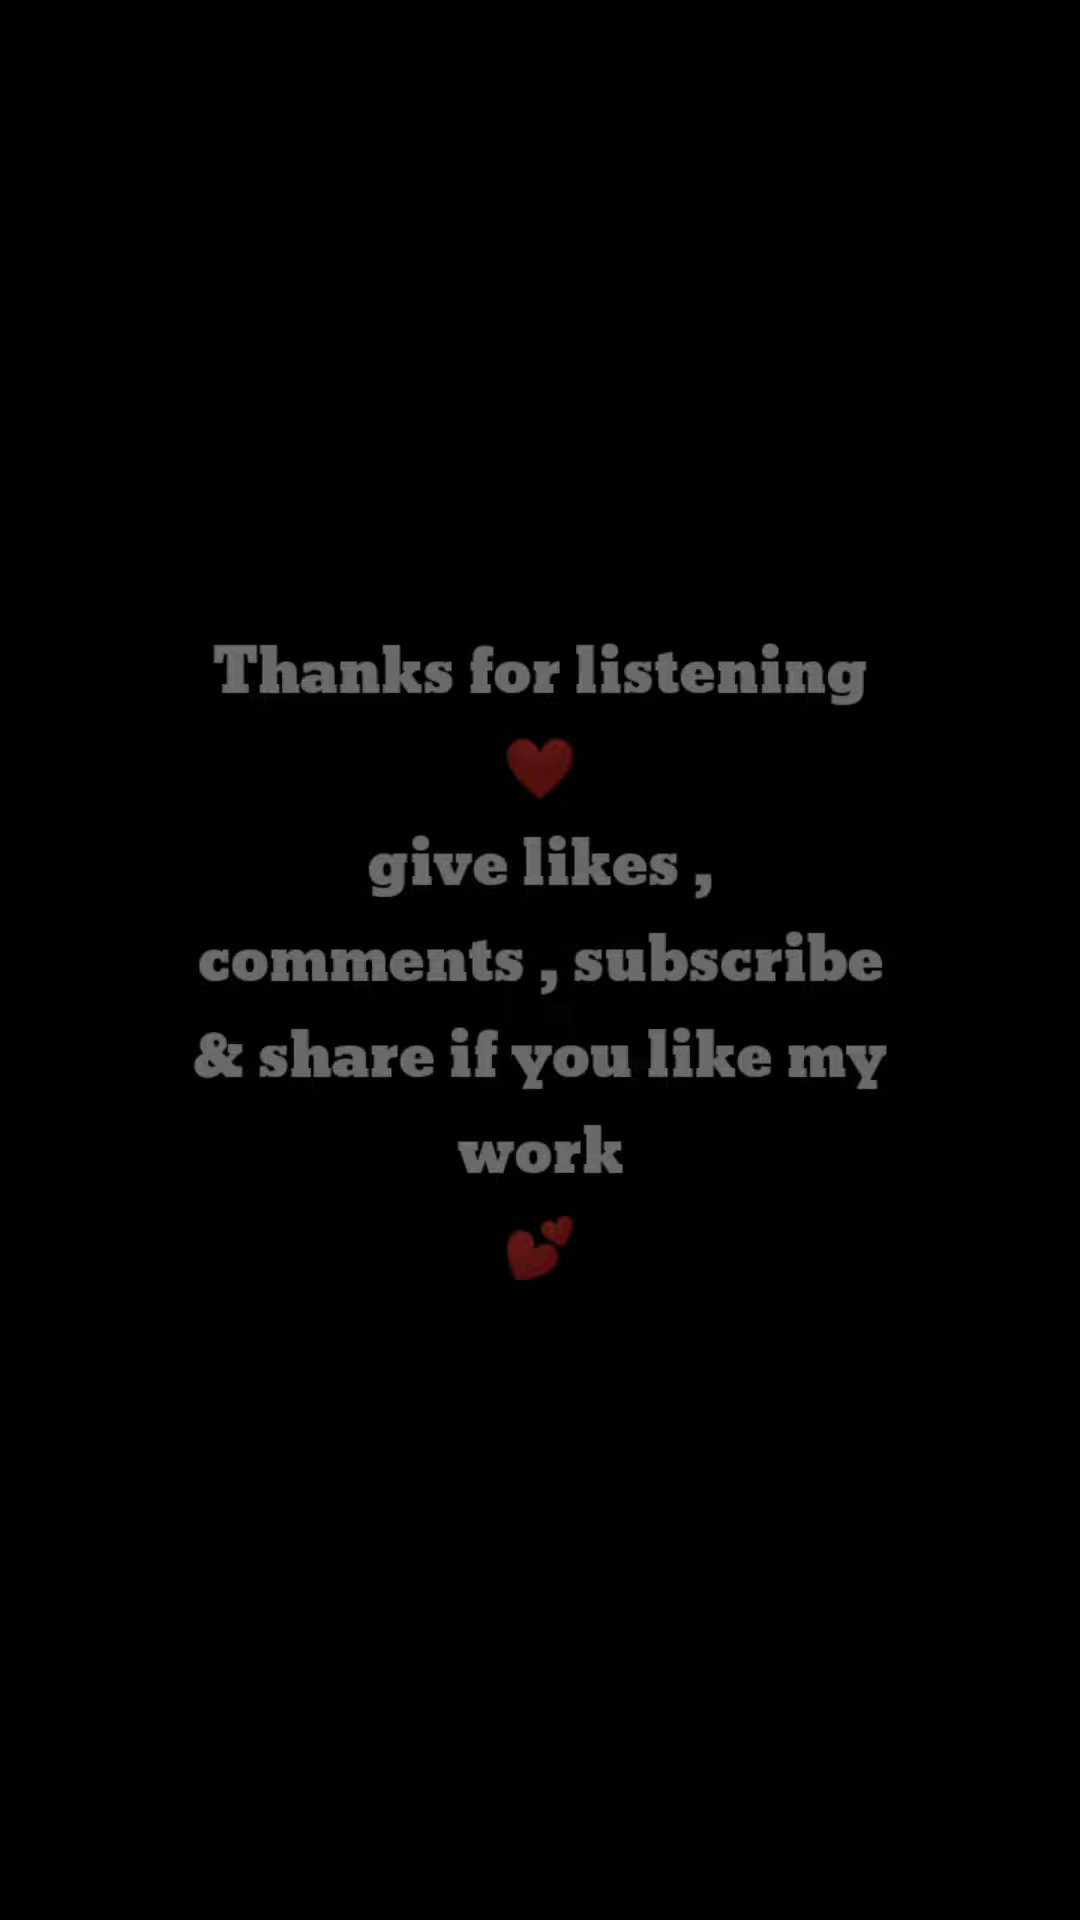 Thanks for listening
❤️
give likes ,
comments , subscribe
& share if you like my
work
💕